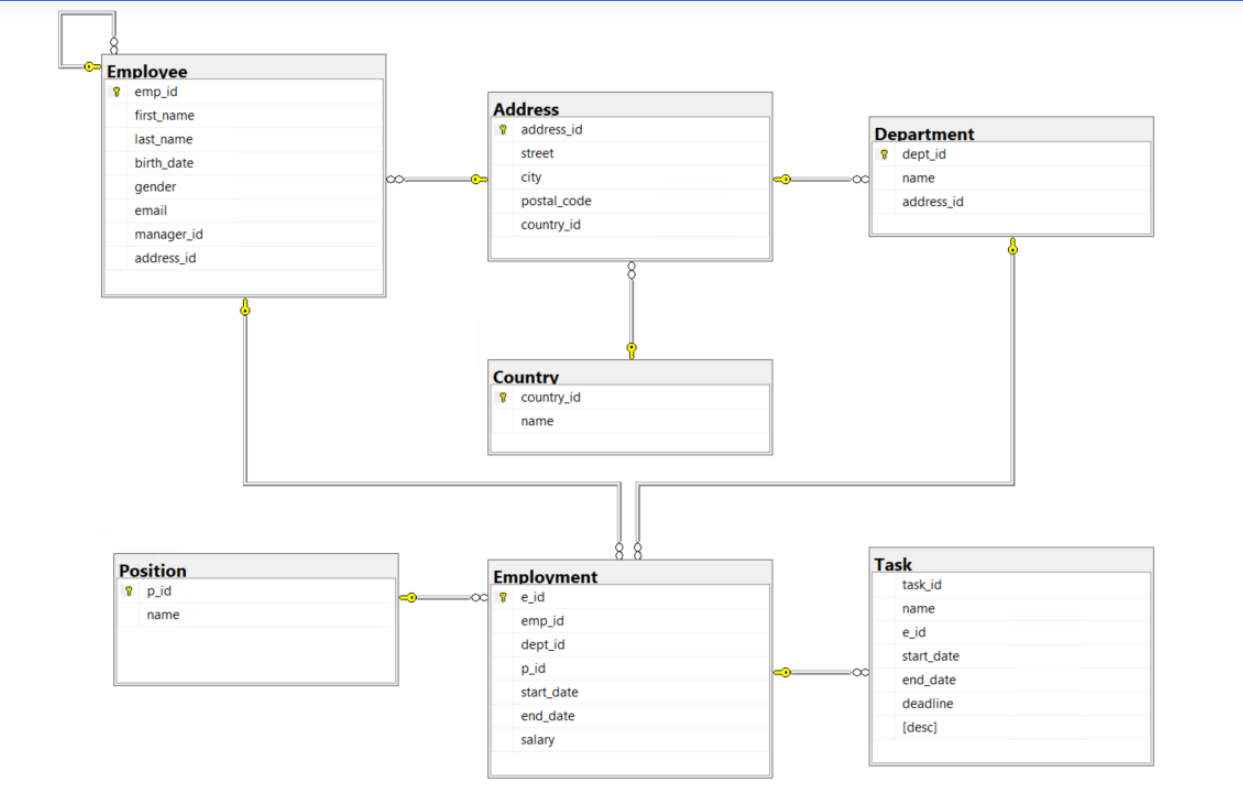 Employee
emp_id
first_name
last_name
birth_date
gender
email
manager_id
address_id
Address
address_id
street
city
postal_code
country_id
Department
dept_id
name
address_id
Country
country_id
name
Position
p_id
name
Employment
e_id
emp_id
dept_id
p_id
start_date
end_date
salary
Task
task_id
name
e_id
start_date
end_date
deadline
[desc]